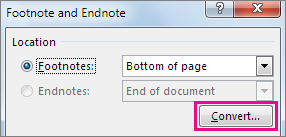 Footnote and Endnote
Location
Footnotes: Bottom of page
Endnotes: End of document
Convert...